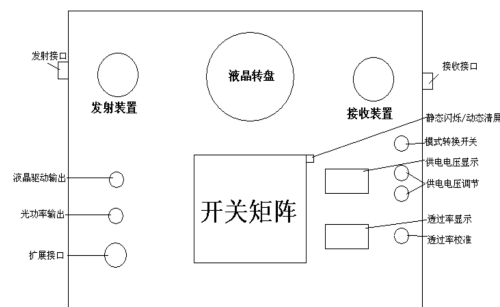 发射接口
发射装置
液晶转盘
接收装置
接收接口
静态闪烁/动态清屏
模式转换开关
供电电压显示
供电电压调节
液晶驱动输出
光功率输出
扩展接口
开关矩阵
透过率显示
透过率校准